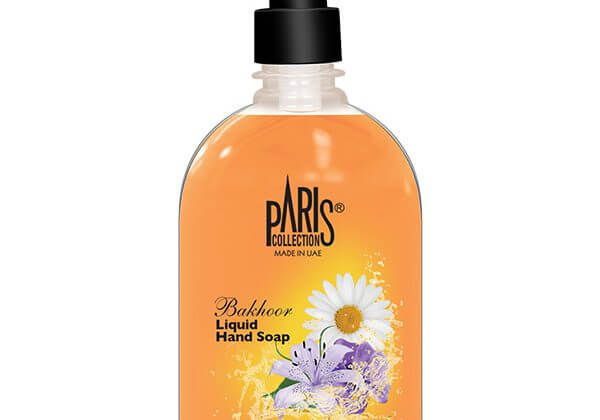 PARIS®
COLLECTION
MADE IN UAE
Bakhoor
Liquid
Hand Soap